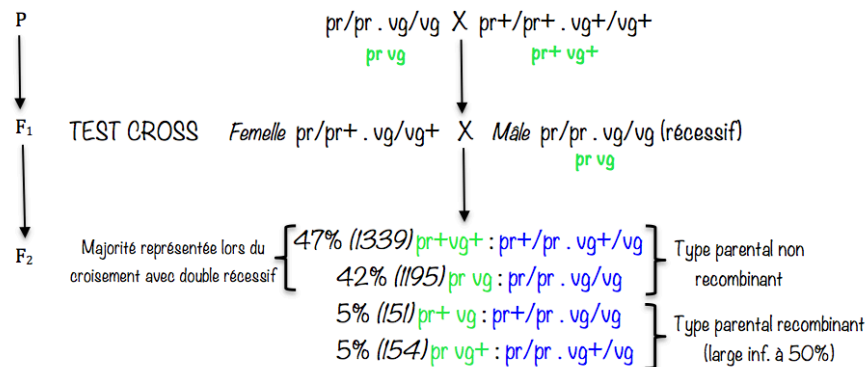 P pr/pr . vg/vg X pr+/pr+ . vg+/vg+
pr vg pr+ vg+
F₁ TEST CROSS Femelle pr/pr+ . vg/vg+ X Mâle pr/pr . vg/vg (récessif)
pr vg
F₂
Majorité représentée lors du
croisement avec double récessif
47% (1339) pr+vg+ : pr+/pr . vg+/vg
42% (1195) pr vg : pr/pr . vg/vg
Type parental non
recombinant
5% (151) pr+ vg : pr+/pr . vg/vg
5% (154) pr vg+ : pr/pr . vg+/vg
Type parental recombinant
(large inf. à 50%)